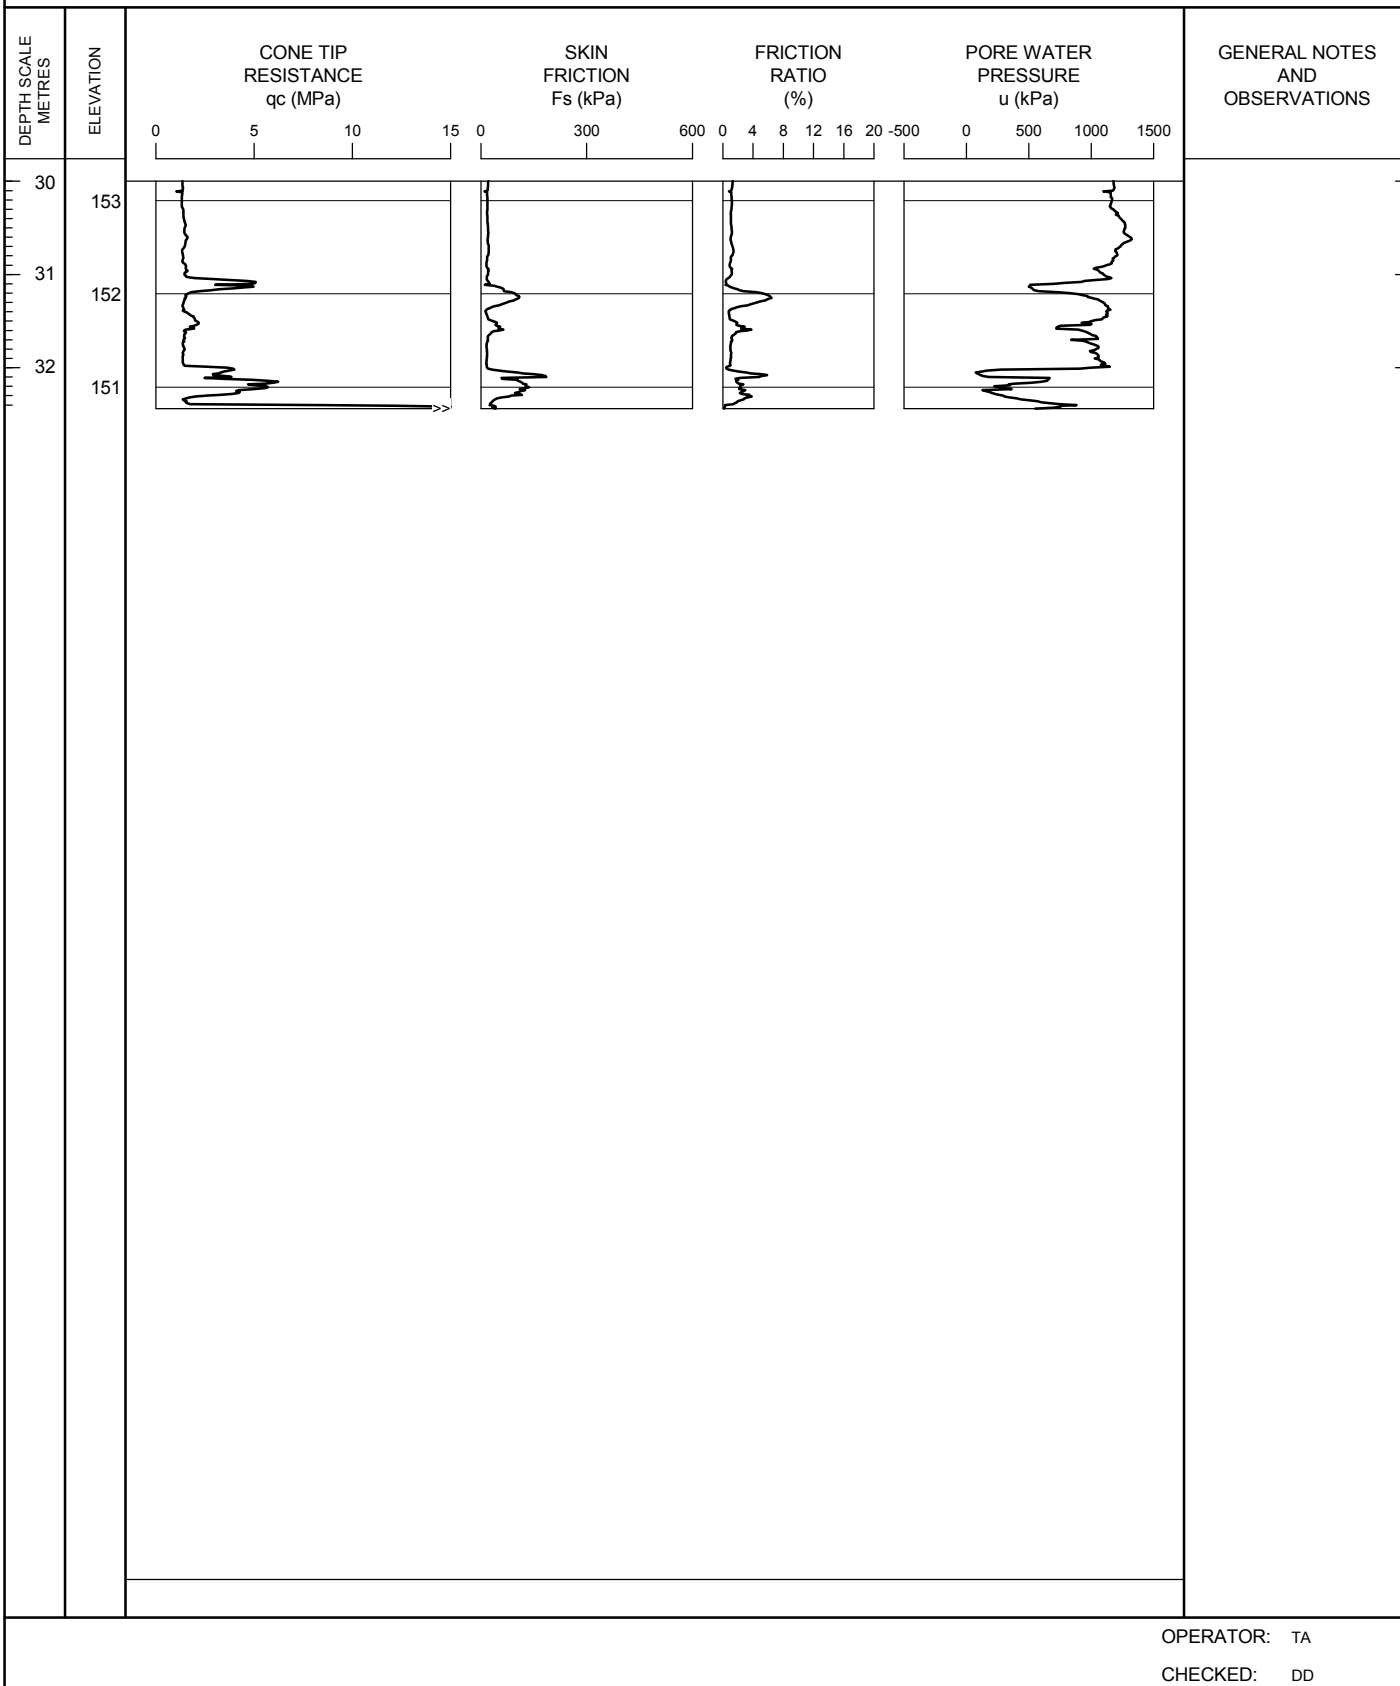 DEPTH SCALE
METRES
ELEVATION
CONE TIP
RESISTANCE
qc (MPa)
SKIN
FRICTION
Fs (kPa)
FRICTION
RATIO
(%)
PORE WATER
PRESSURE
u (kPa)
GENERAL NOTES
AND
OBSERVATIONS
0 5 10 15 0 300 600 0 4 8 12 16 20 -500 0 500 1000 1500
30
153
31
152
32
151
>>
OPERATOR: TA
CHECKED: DD